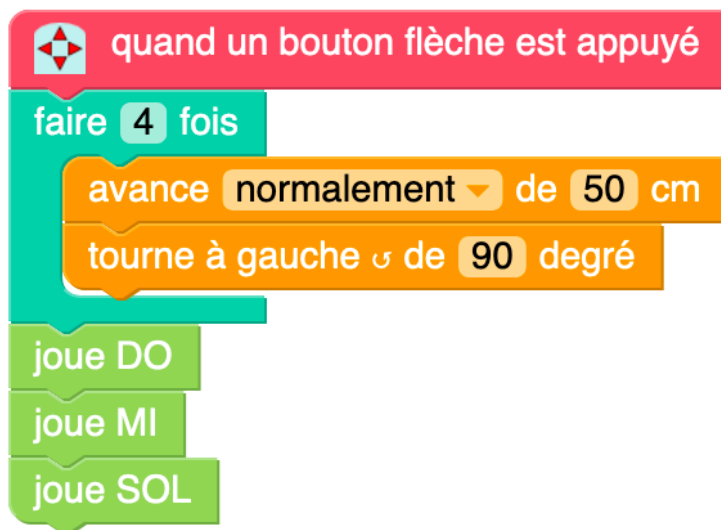 quand un bouton flèche est appuyé
faire 4 fois
avance normalement de 50 cm
tourne à gauche ↺ de 90 degré
joue DO
joue MI
joue SOL